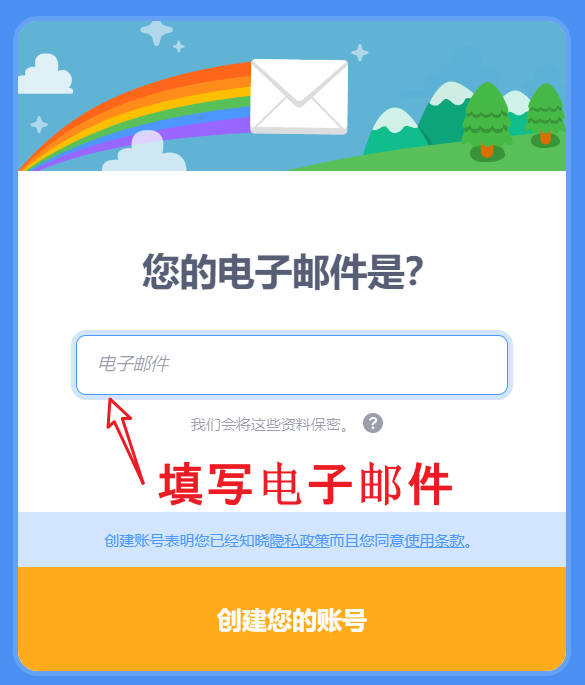 您的电子邮件是?
电子邮件
我们会将这些资料保密。 ?
填写电子邮件
创建账号表明您已经知晓隐私政策而且您同意使用条款。
创建您的账号